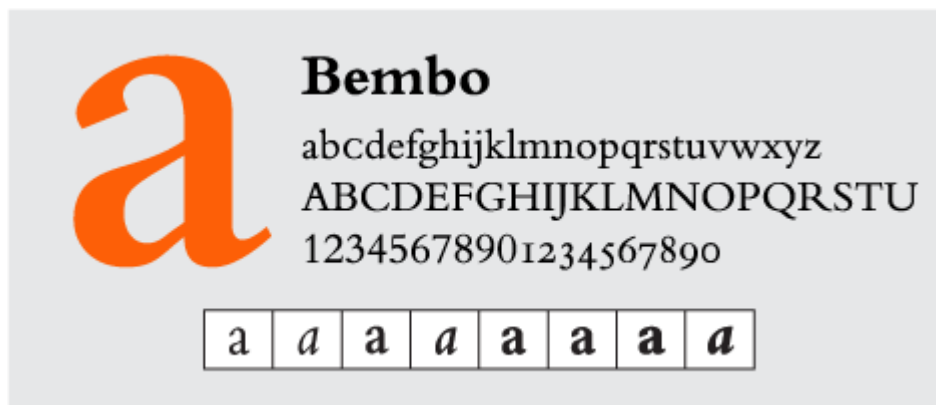 a
Bembo
abcdefghijklmnopqrstuvwxyz
ABCDEFGHIJKLMNOPQRSTU
12345678901234567890
a a a a a a a a